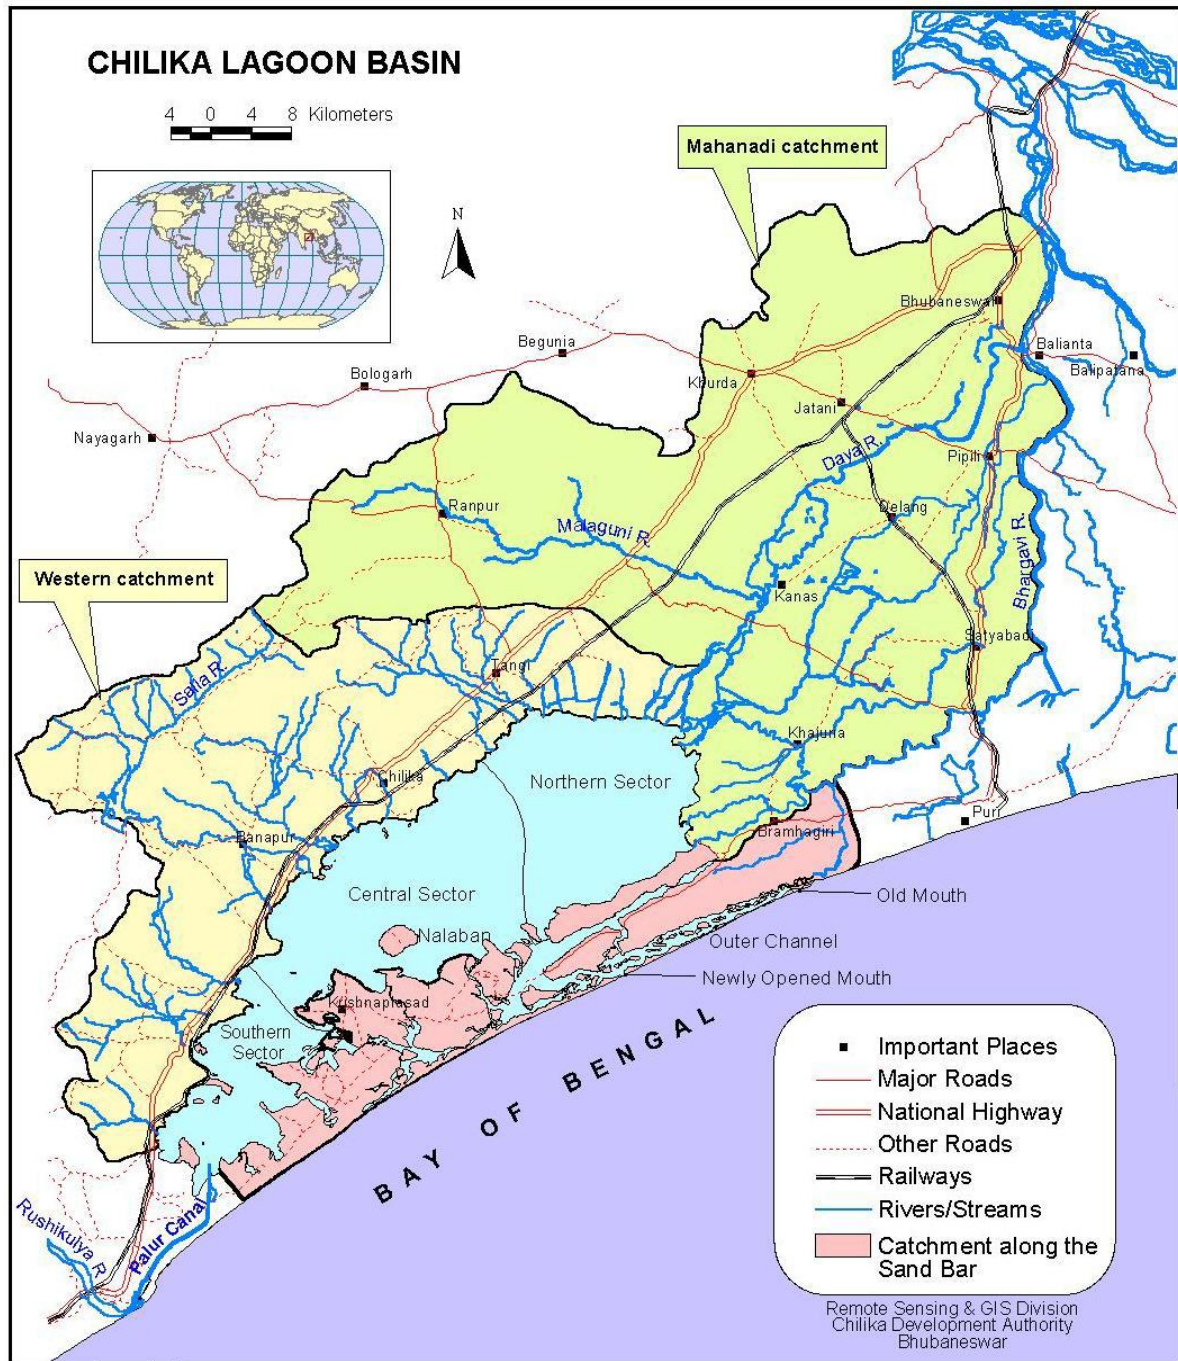 CHILIKA LAGOON BASIN
4 0 4 8 Kilometers
Mahanadi catchment
N
Bhubaneswar
Balianta
Balipatana
Begunia
Khurda
Bologarh
Jatani
Nayagarh
Daya R.
Pipili
Ranpur
Delang
Malaguni R.
Bhargavi R.
Western catchment
Kanas
Satyabadi
Tangi
Salia R.
Khajuria
Chilika
Northern Sector
Puri
Bramhagiri
Banapur
Central Sector
Old Mouth
Nalaban
Outer Channel
Newly Opened Mouth
Krishnaprasad
Southern
Sector
BAY OF BENGAL
Important Places
Major Roads
National Highway
Other Roads
Railways
Rivers/Streams
Catchment along the
Sand Bar
Rushikulya R.
Palur Canal
Remote Sensing & GIS Division
Chilika Development Authority
Bhubaneswar